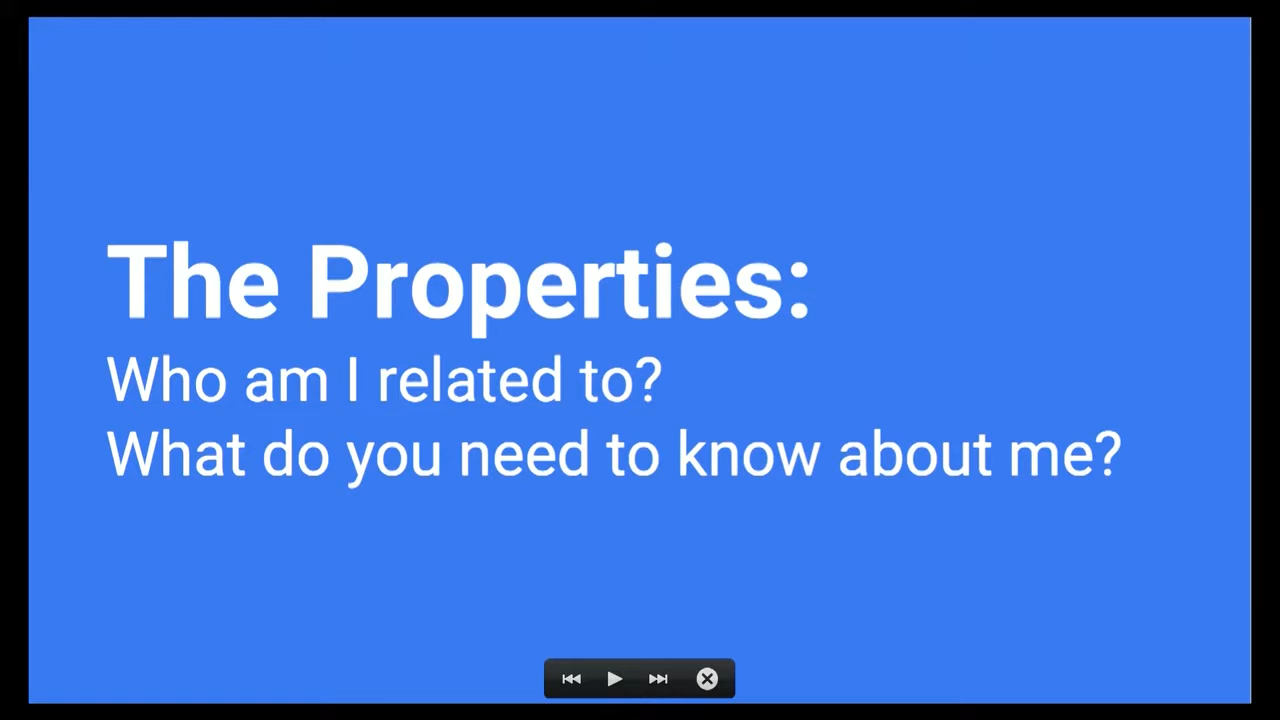 The Properties:
Who am I related to?
What do you need to know about me?